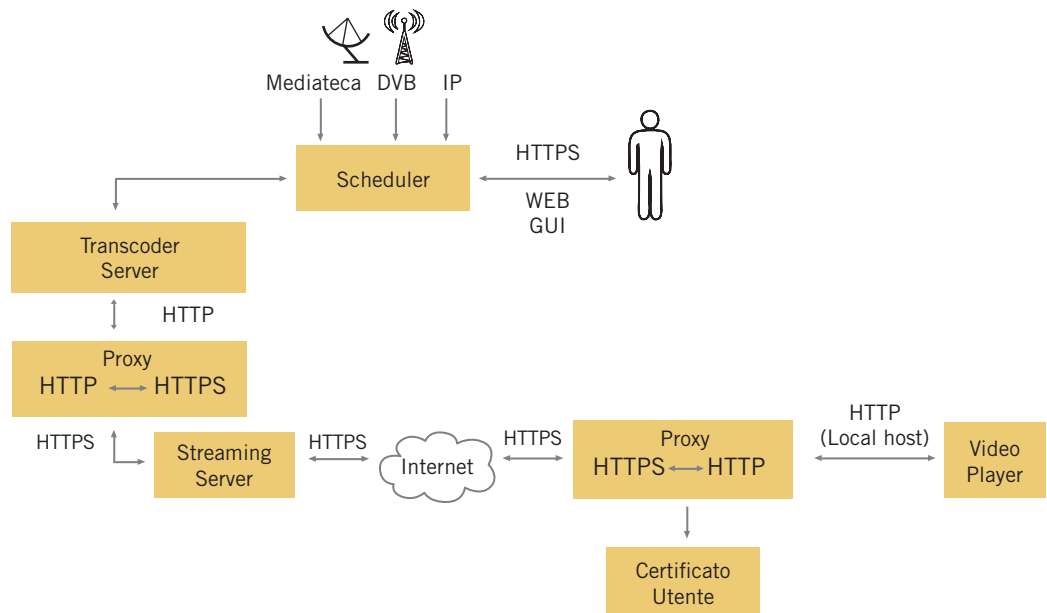 Mediateca DVB IP
Scheduler
HTTPS
WEB
GUI
Transcoder
Server
HTTP
Proxy
HTTP HTTPS
HTTPS
Streaming
Server
HTTPS
Internet
HTTPS
Proxy
HTTPS HTTP
HTTP
(Local host)
Video
Player
Certificato
Utente